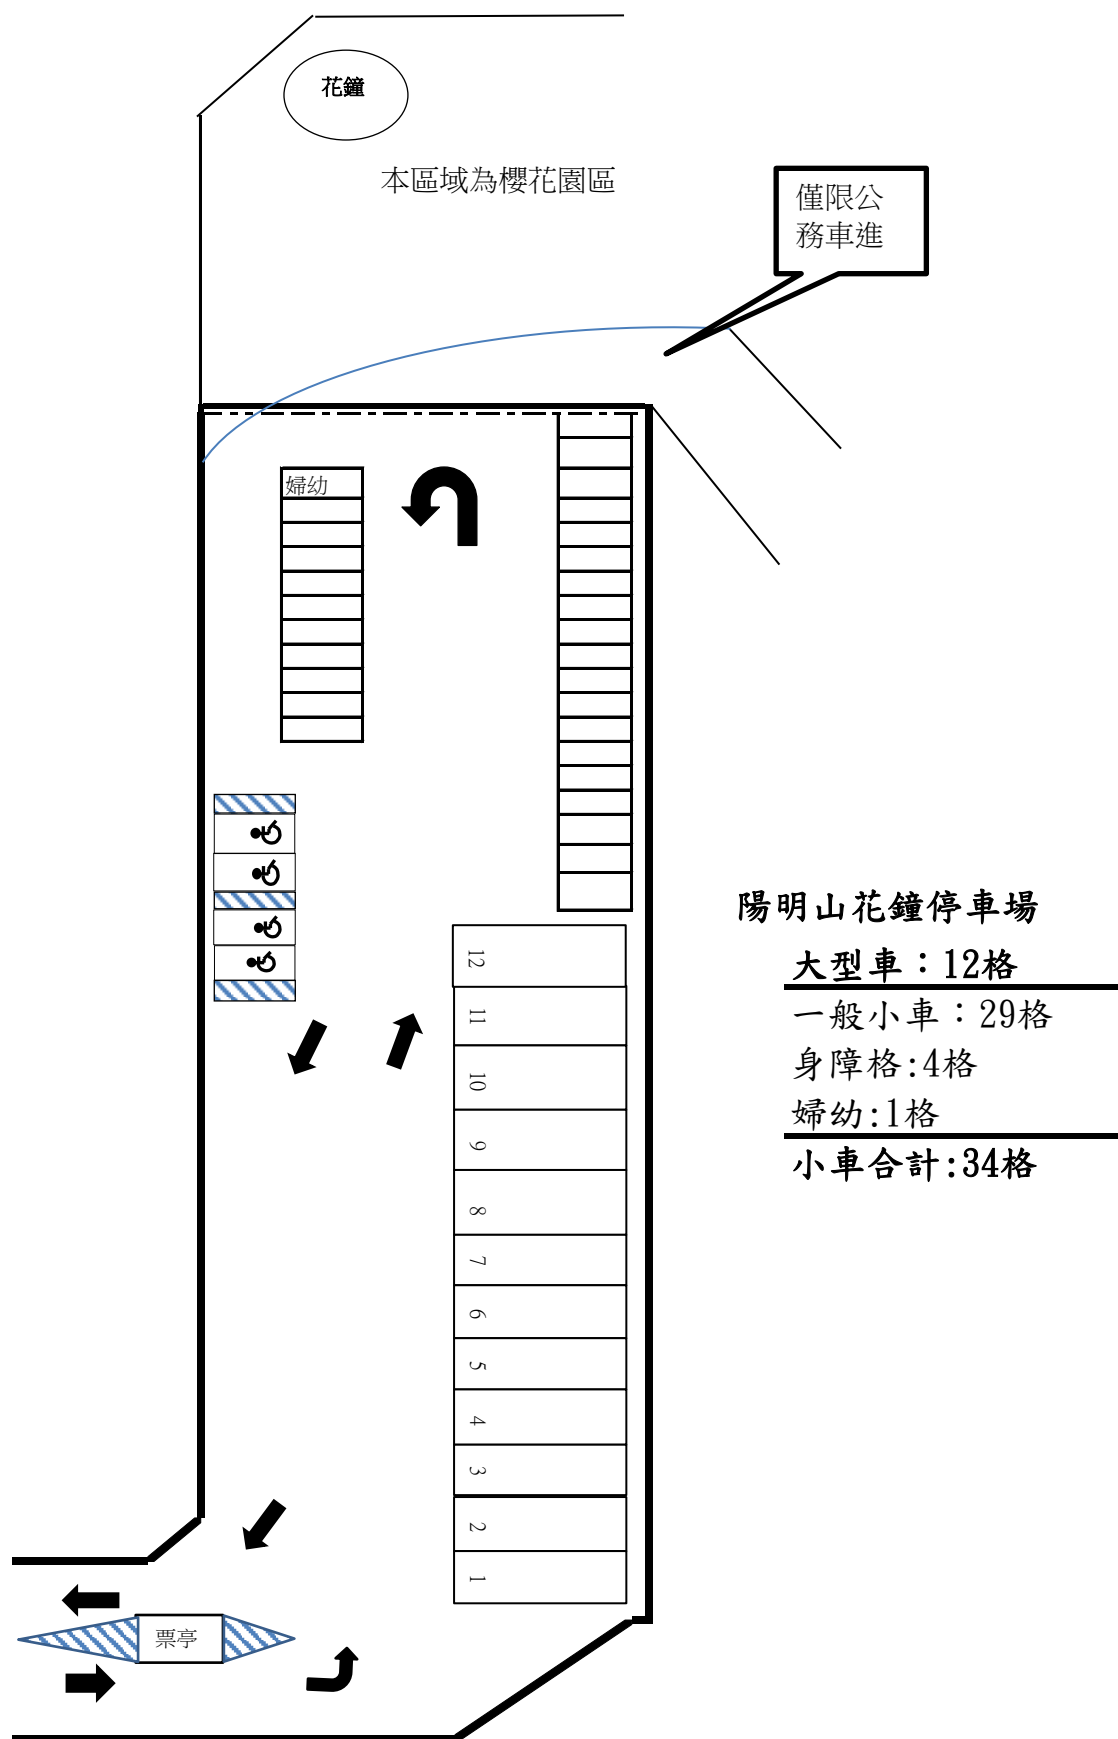 花鐘
本區域為櫻花園區
僅限公
務車進
婦幼
陽明山花鐘停車場
大型車：12格
一般小車：29格
身障格:4格
婦幼:1格
小車合計:34格
12
11
10
9
8
7
6
5
4
3
2
1
票亭